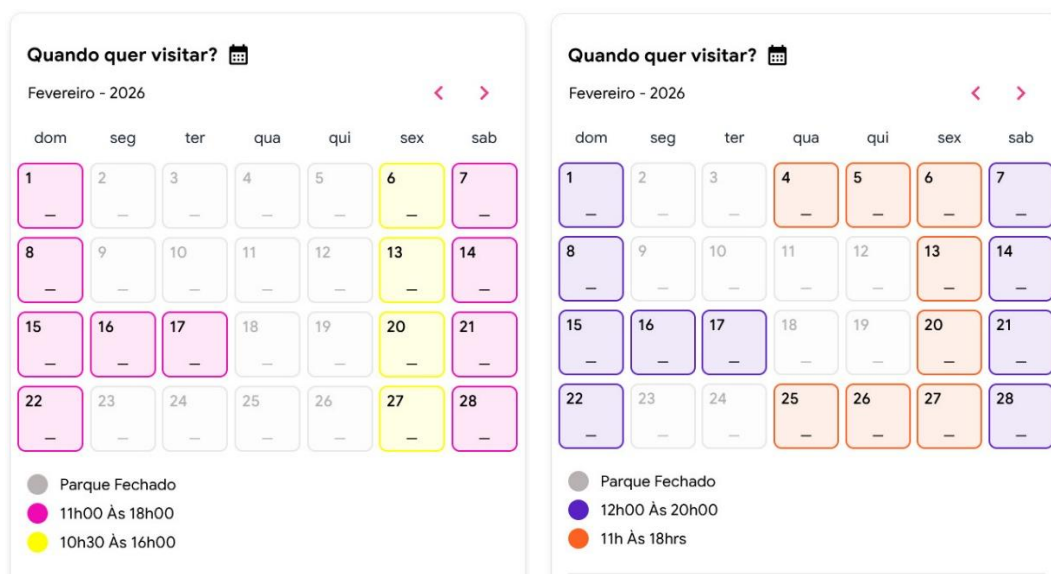 Quando quer visitar?
Fevereiro - 2026
dom seg ter qua qui sex sab
1 2 3 4 5 6 7
8 9 10 11 12 13 14
15 16 17 18 19 20 21
22 23 24 25 26 27 28
Parque Fechado
11h00 Às 18h00
10h30 Às 16h00
Quando quer visitar?
Fevereiro - 2026
dom seg ter qua qui sex sab
1 2 3 4 5 6 7
8 9 10 11 12 13 14
15 16 17 18 19 20 21
22 23 24 25 26 27 28
Parque Fechado
12h00 Às 20h00
11h Às 18hrs